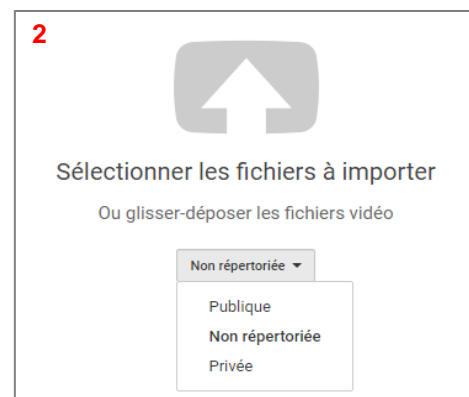 2
Sélectionner les fichiers à importer
Ou glisser-déposer les fichiers vidéo
Non répertoriée
Publique
Non répertoriée
Privée